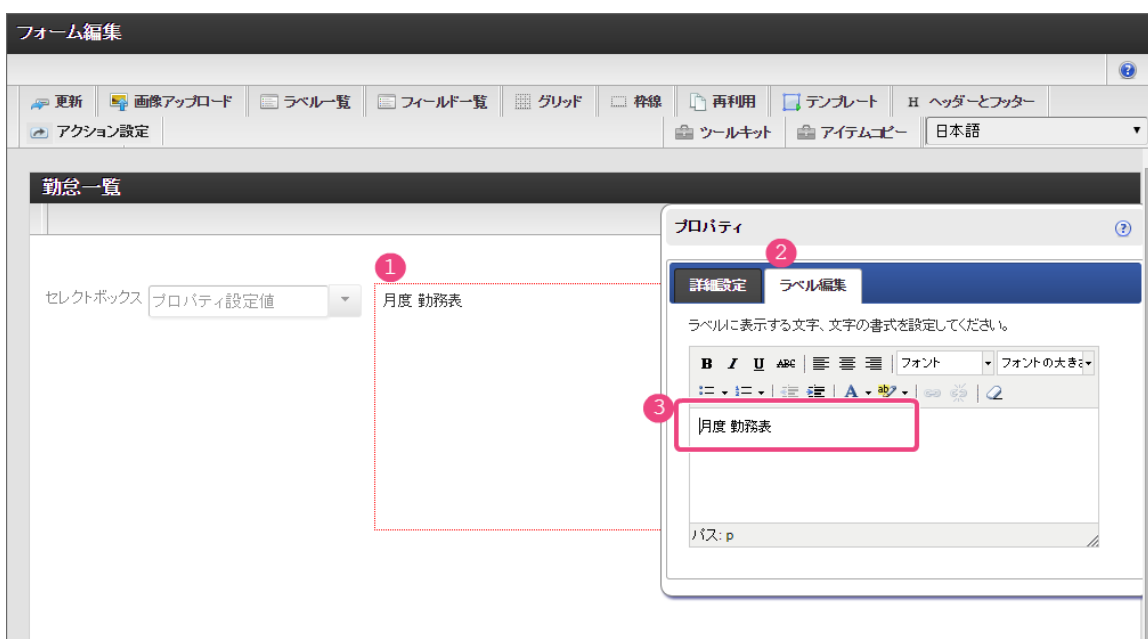 フォーム編集
更新 画像アップロード ラベル一覧 フィールド一覧 グリッド 枠線 再利用 テンプレート H ヘッダーとフッター
アクション設定 ツールキット アイテムコピー 日本語
勤怠一覧
プロパティ
1
2
セレクトボックス プロパティ設定値
月度 勤務表
詳細設定 ラベル編集
ラベルに表示する文字、文字の書式を設定してください。
B I U ABC フォント フォントの大きさ
A ab
3
月度 勤務表
パス: p